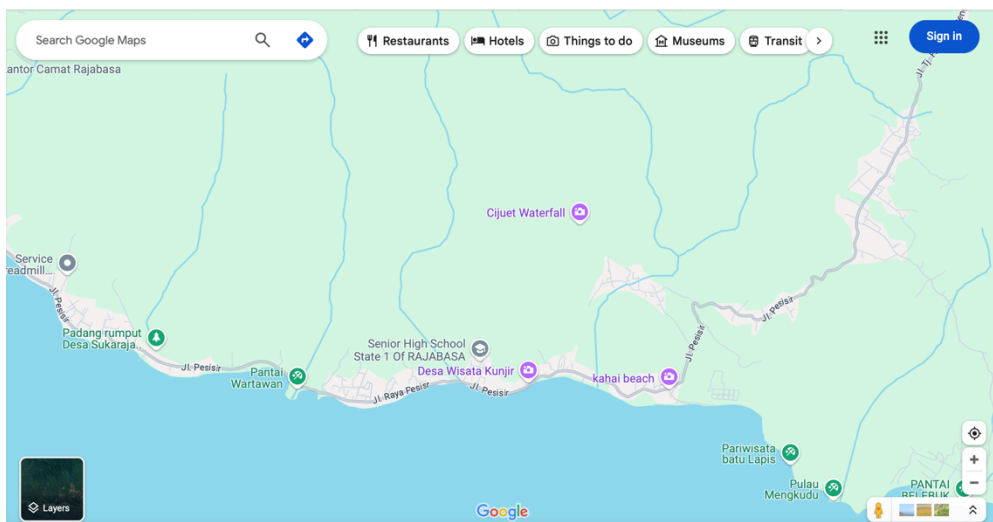 Search Google Maps
Restaurants
Hotels
Things to do
Museums
Transit
Sign in
antor Camat Rajabasa
Jl. Tj.
Cijuet Waterfall
Service
readmill...
Jl. Pesisir
Jl. Pesisir
Padang rumput
Desa Sukaraja...
Senior High School
State 1 Of RAJABASA
Jl. Pesisir
Jl. Pesisir
Pantai
Wartawan
Desa Wisata Kunjir
kahai beach
Jl. Raya Pesisir
Jl. Pesisir
Pariwisata
batu Lapis
Pulau
Mengkudu
PANTAI
BELEBUK
Layers
Google